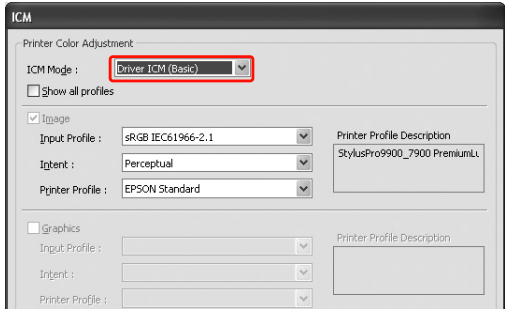 ICM
Printer Color Adjustment
ICM Mode :
Driver ICM (Basic)
Show all profiles
Image
Input Profile :
sRGB IEC61966-2.1
Intent :
Perceptual
Printer Profile :
EPSON Standard
Printer Profile Description
StylusPro9900_7900 PremiumLu
Graphics
Input Profile :
Intent :
Printer Profile :
Printer Profile Description